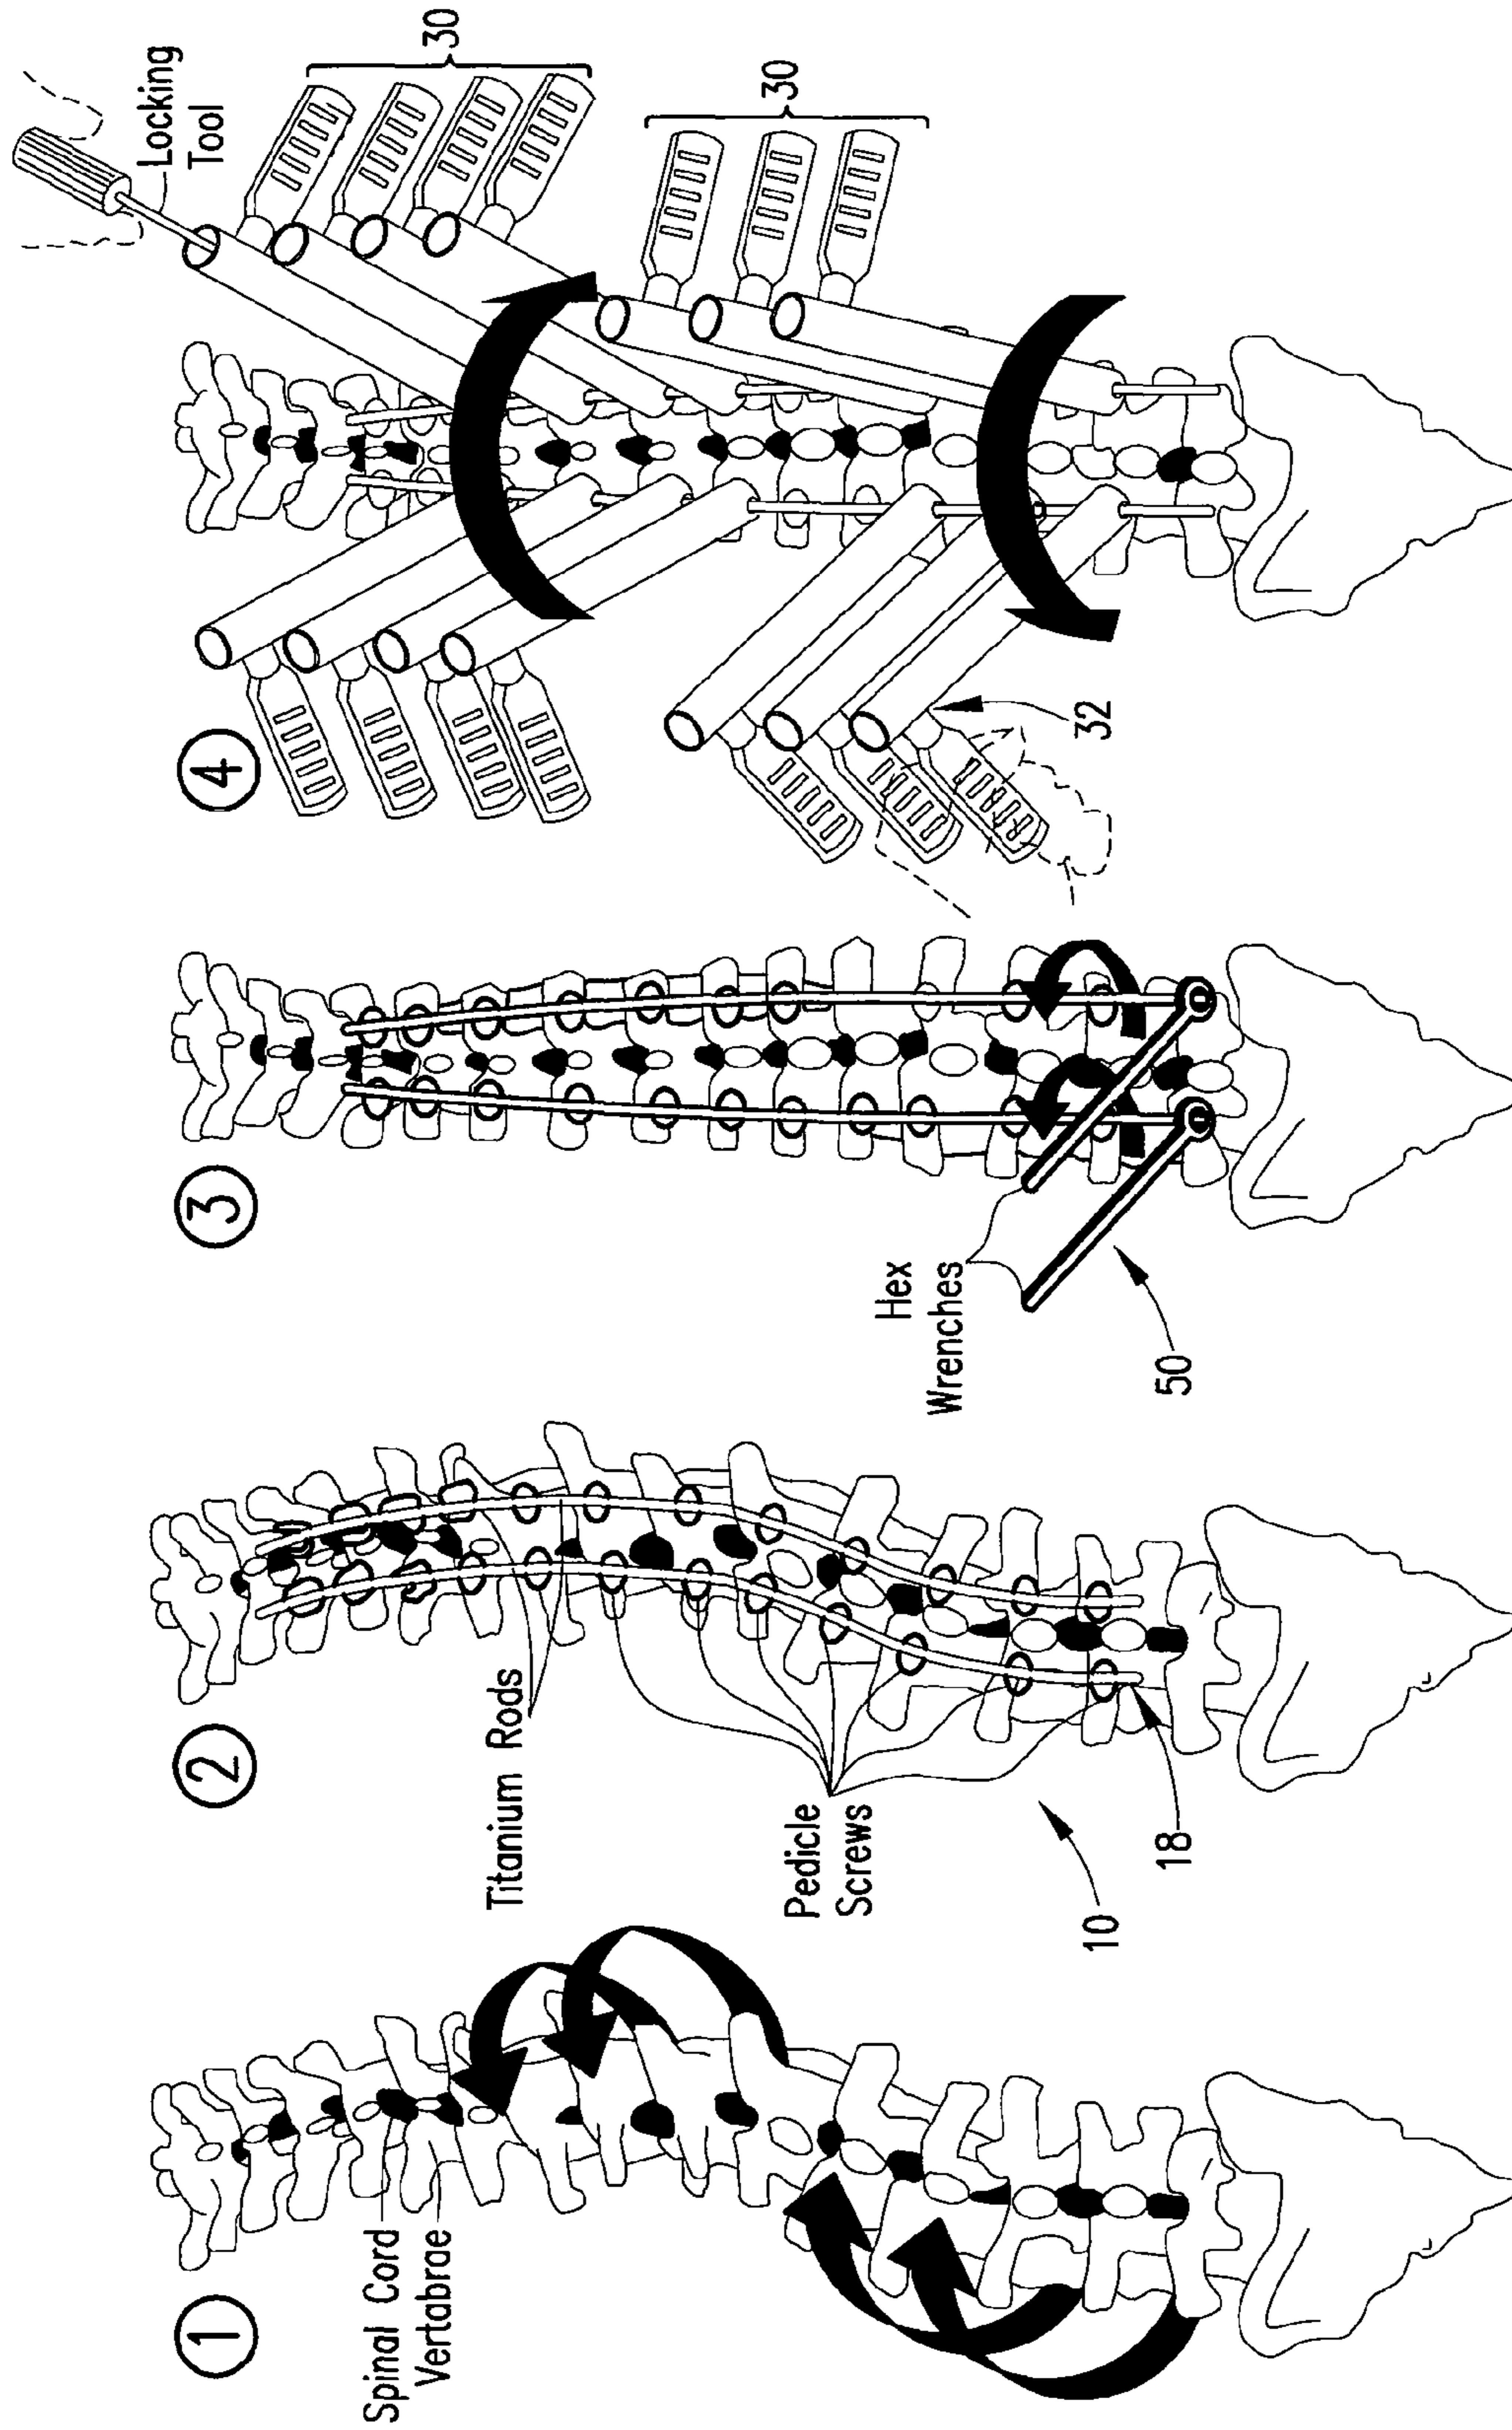 1
Spinal Cord
Vertabrae
2
Titanium Rods
Pedicle
Screws
10
18
3
Hex
Wrenches
50
4
Locking
Tool
30
30
32